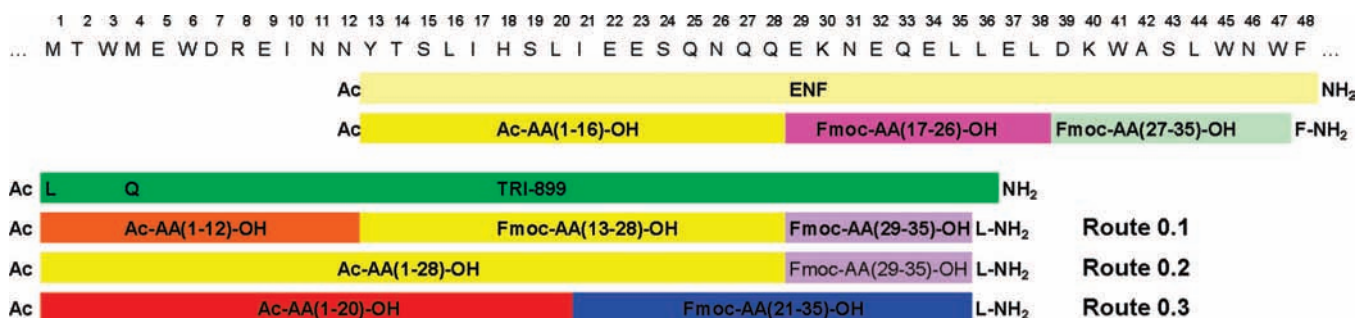 1 2 3 4 5 6 7 8 9 10 11 12 13 14 15 16 17 18 19 20 21 22 23 24 25 26 27 28 29 30 31 32 33 24 35 36 37 38 39 40 41 42 43 44 45 46 47 48
... M T W M E W D R E I N N Y T S L I H S L I E E S Q N Q Q E K N E Q E L L E L D K W A S L W N W F ...
Ac ENF NH₂
Ac Ac-AA(1-16)-OH Fmoc-AA(17-26)-OH Fmoc-AA(27-35)-OH F-NH₂
Ac L Q TRI-899 NH₂
Ac Ac-AA(1-12)-OH Fmoc-AA(13-28)-OH Fmoc-AA(29-35)-OH L-NH₂ Route 0.1
Ac Ac-AA(1-28)-OH Fmoc-AA(29-35)-OH L-NH₂ Route 0.2
Ac Ac-AA(1-20)-OH Fmoc-AA(21-35)-OH L-NH₂ Route 0.3